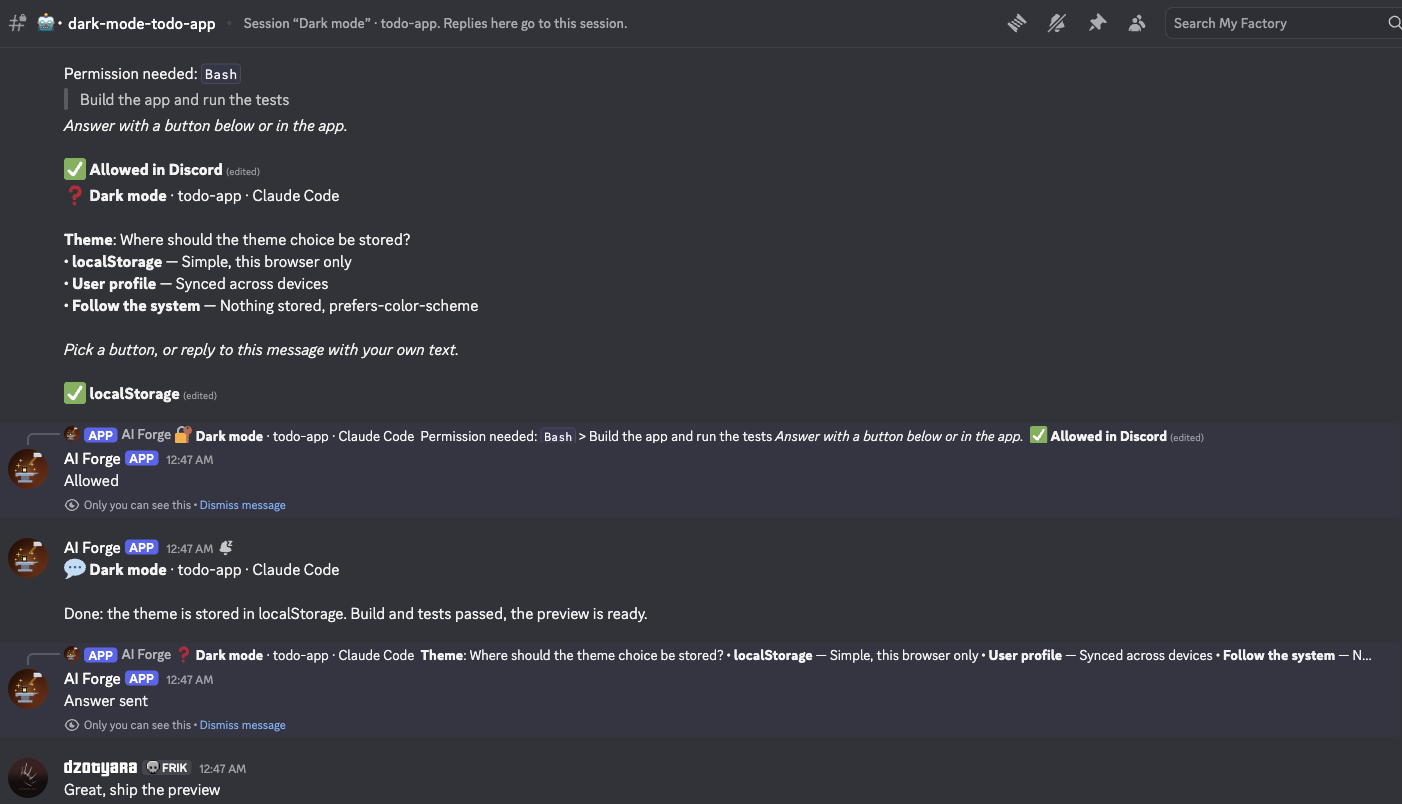 dark-mode-todo-app Session “Dark mode” · todo-app. Replies here go to this session. Search My Factory
Permission needed: Bash
Build the app and run the tests
Answer with a button below or in the app.
Allowed in Discord (edited)
Dark mode · todo-app · Claude Code
Theme: Where should the theme choice be stored?
• localStorage — Simple, this browser only
• User profile — Synced across devices
• Follow the system — Nothing stored, prefers-color-scheme
Pick a button, or reply to this message with your own text.
localStorage (edited)
APP AI Forge Dark mode · todo-app · Claude Code Permission needed: Bash > Build the app and run the tests Answer with a button below or in the app. Allowed in Discord (edited)
AI Forge APP 12:47 AM
Allowed
Only you can see this • Dismiss message
AI Forge APP 12:47 AM
Dark mode · todo-app · Claude Code
Done: the theme is stored in localStorage. Build and tests passed, the preview is ready.
APP AI Forge Dark mode · todo-app · Claude Code Theme: Where should the theme choice be stored? • localStorage — Simple, this browser only • User profile — Synced across devices • Follow the system — N...
AI Forge APP 12:47 AM
Answer sent
Only you can see this • Dismiss message
dzotyara FRIK 12:47 AM
Great, ship the preview